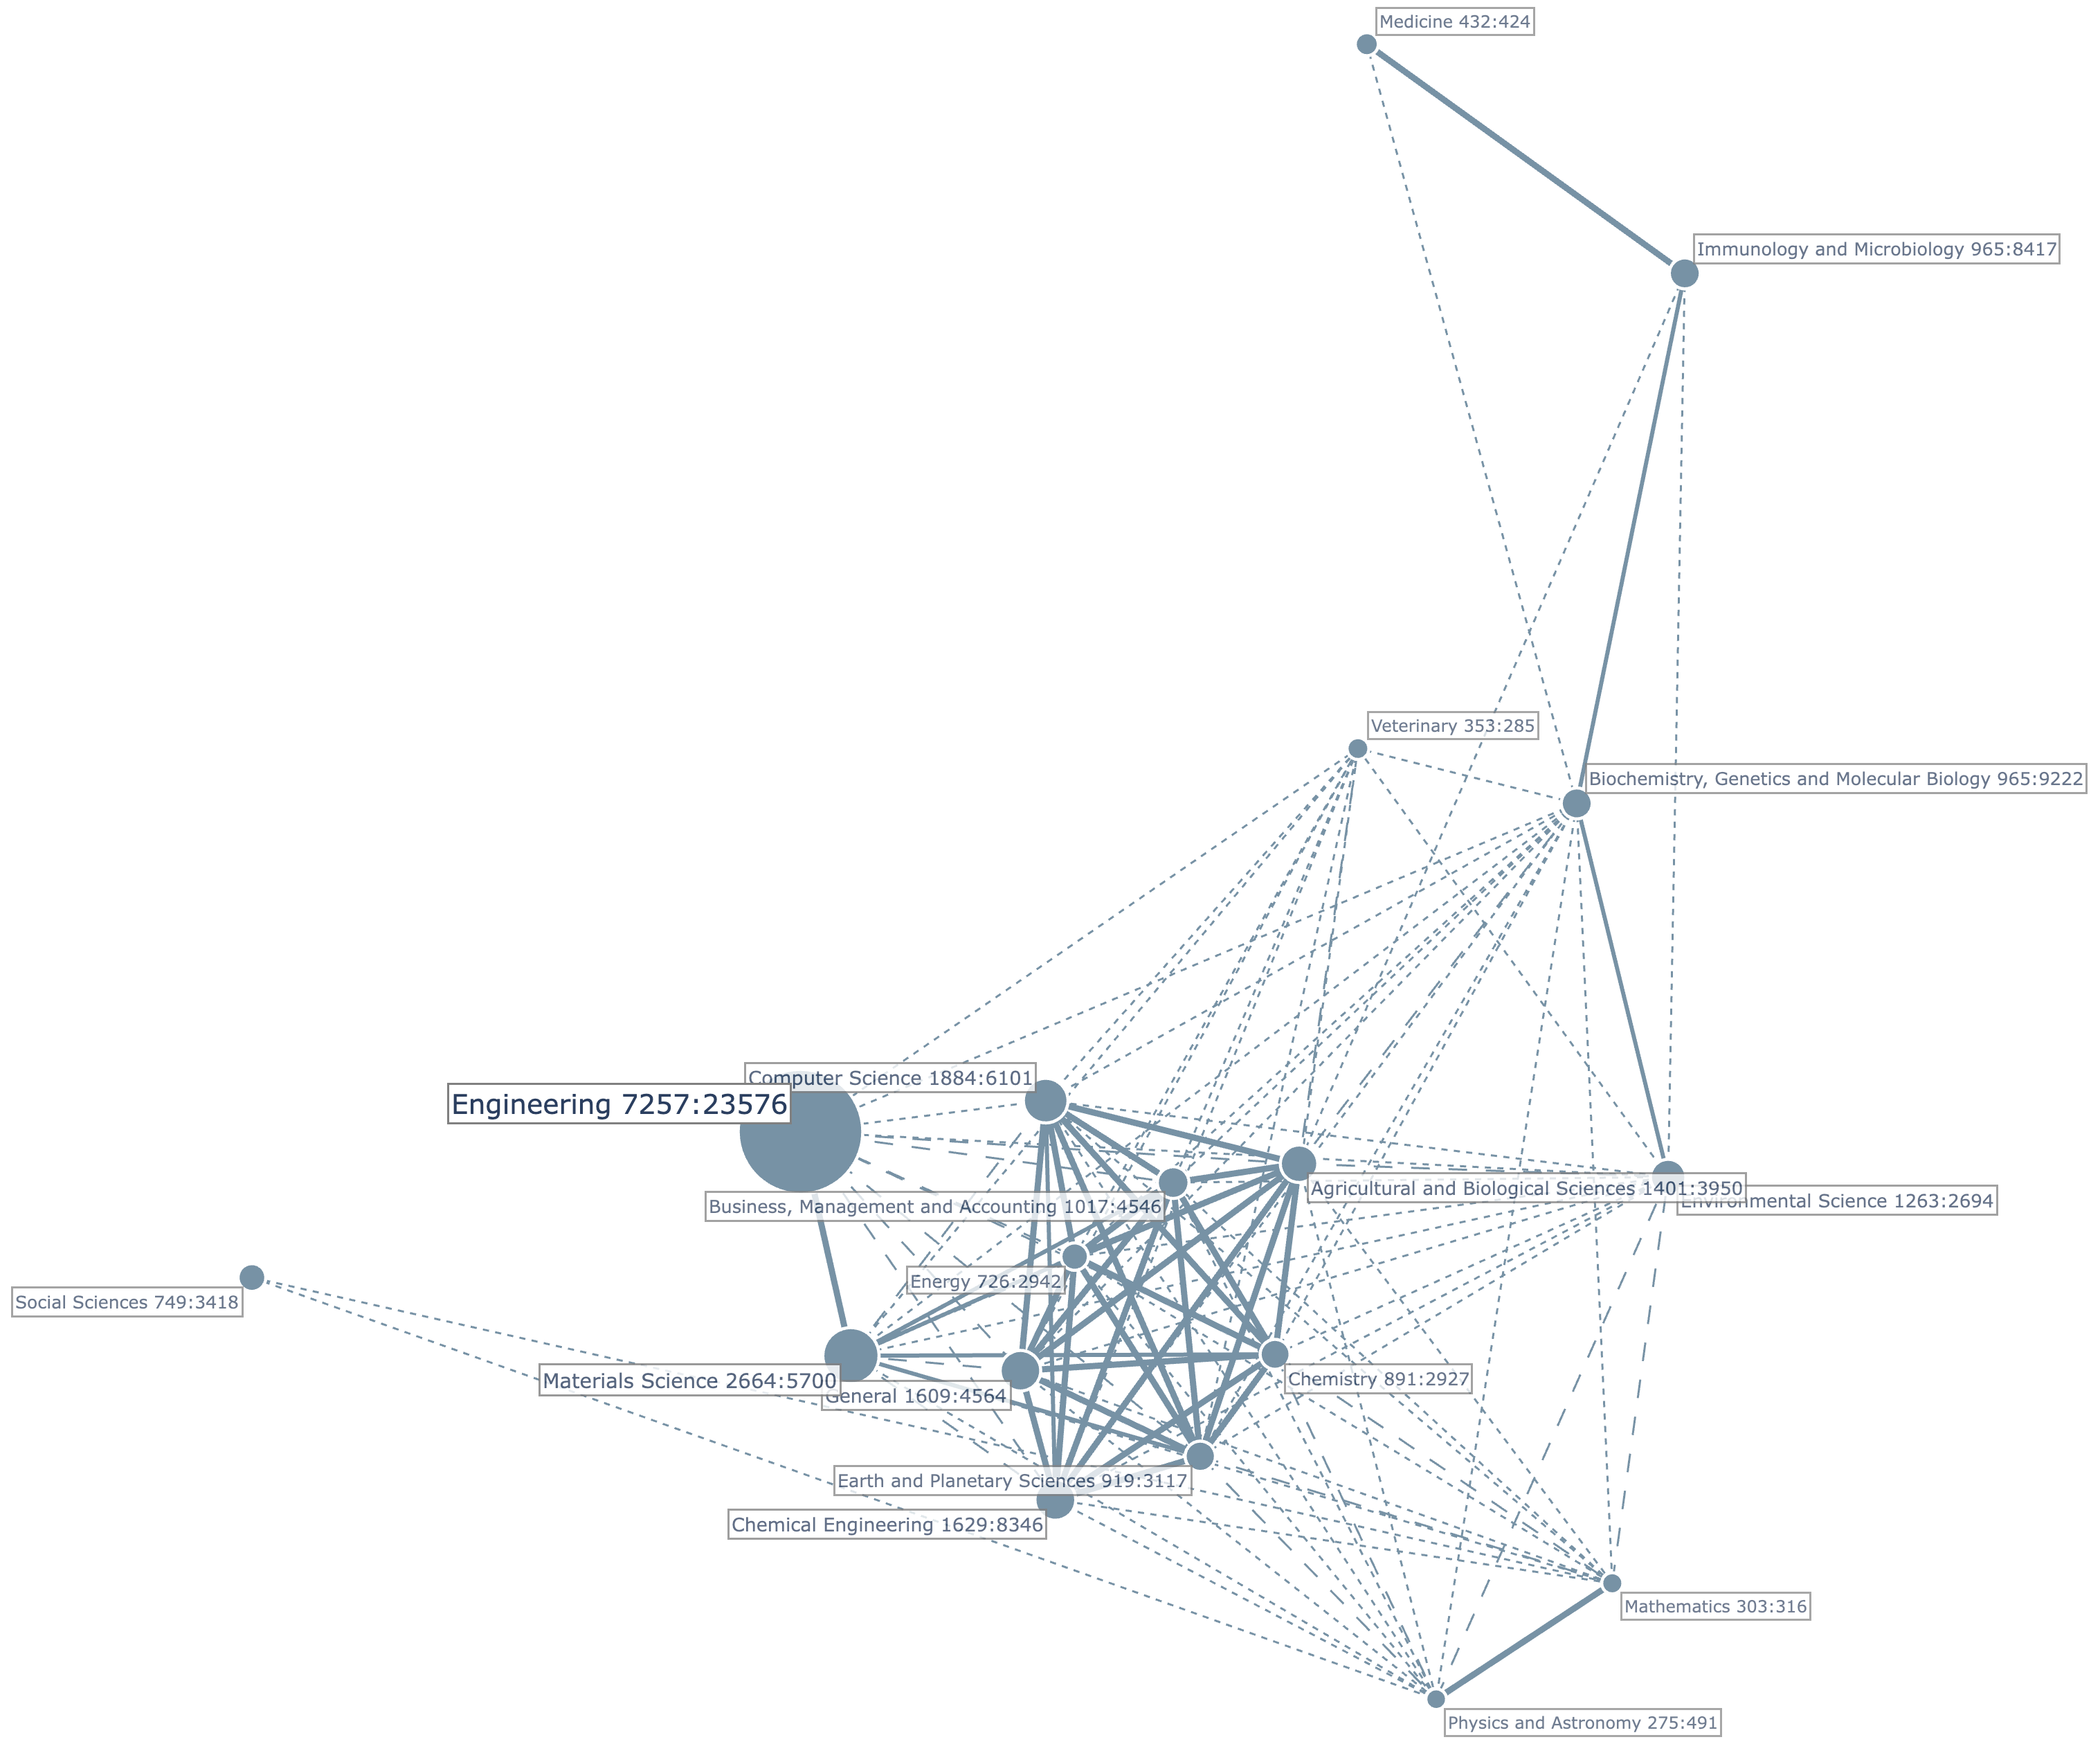 Medicine 432:424
Immunology and Microbiology 965:8417
Veterinary 353:285
Biochemistry, Genetics and Molecular Biology 965:9222
Computer Science 1884:6101
Engineering 7257:23576
Agricultural and Biological Sciences 1401:3950
Environmental Science 1263:2694
Business, Management and Accounting 1017:4546
Energy 726:2942
Social Sciences 749:3418
Materials Science 2664:5700
Chemistry 891:2927
General 1609:4564
Earth and Planetary Sciences 919:3117
Chemical Engineering 1629:8346
Mathematics 303:316
Physics and Astronomy 275:491